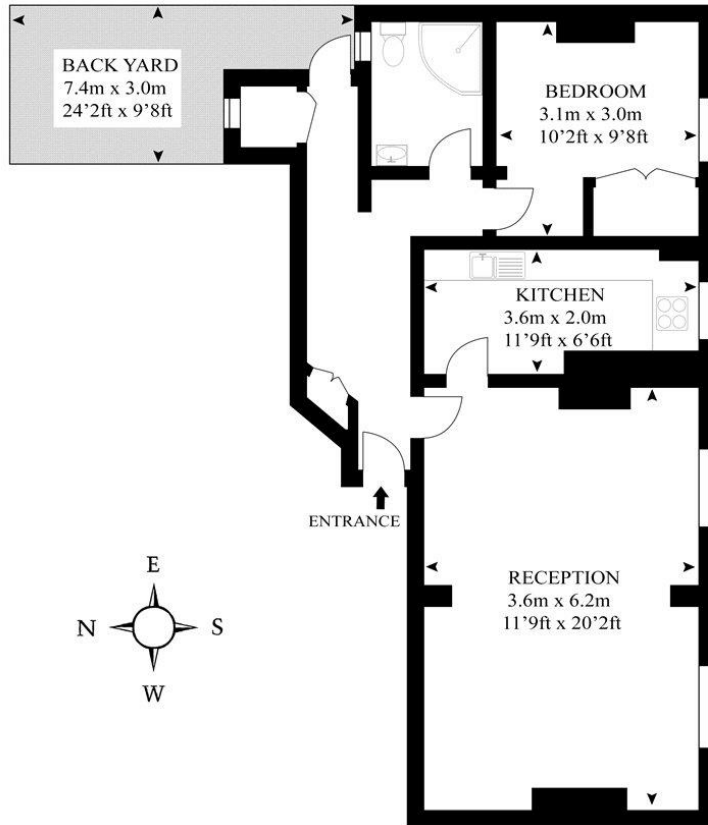 BACK YARD
7.4m x 3.0m
24'2ft x 9'8ft
BEDROOM
3.1m x 3.0m
10'2ft x 9'8ft
KITCHEN
3.6m x 2.0m
11'9ft x 6'6ft
ENTRANCE
RECEPTION
3.6m x 6.2m
11'9ft x 20'2ft
E
N
S
W